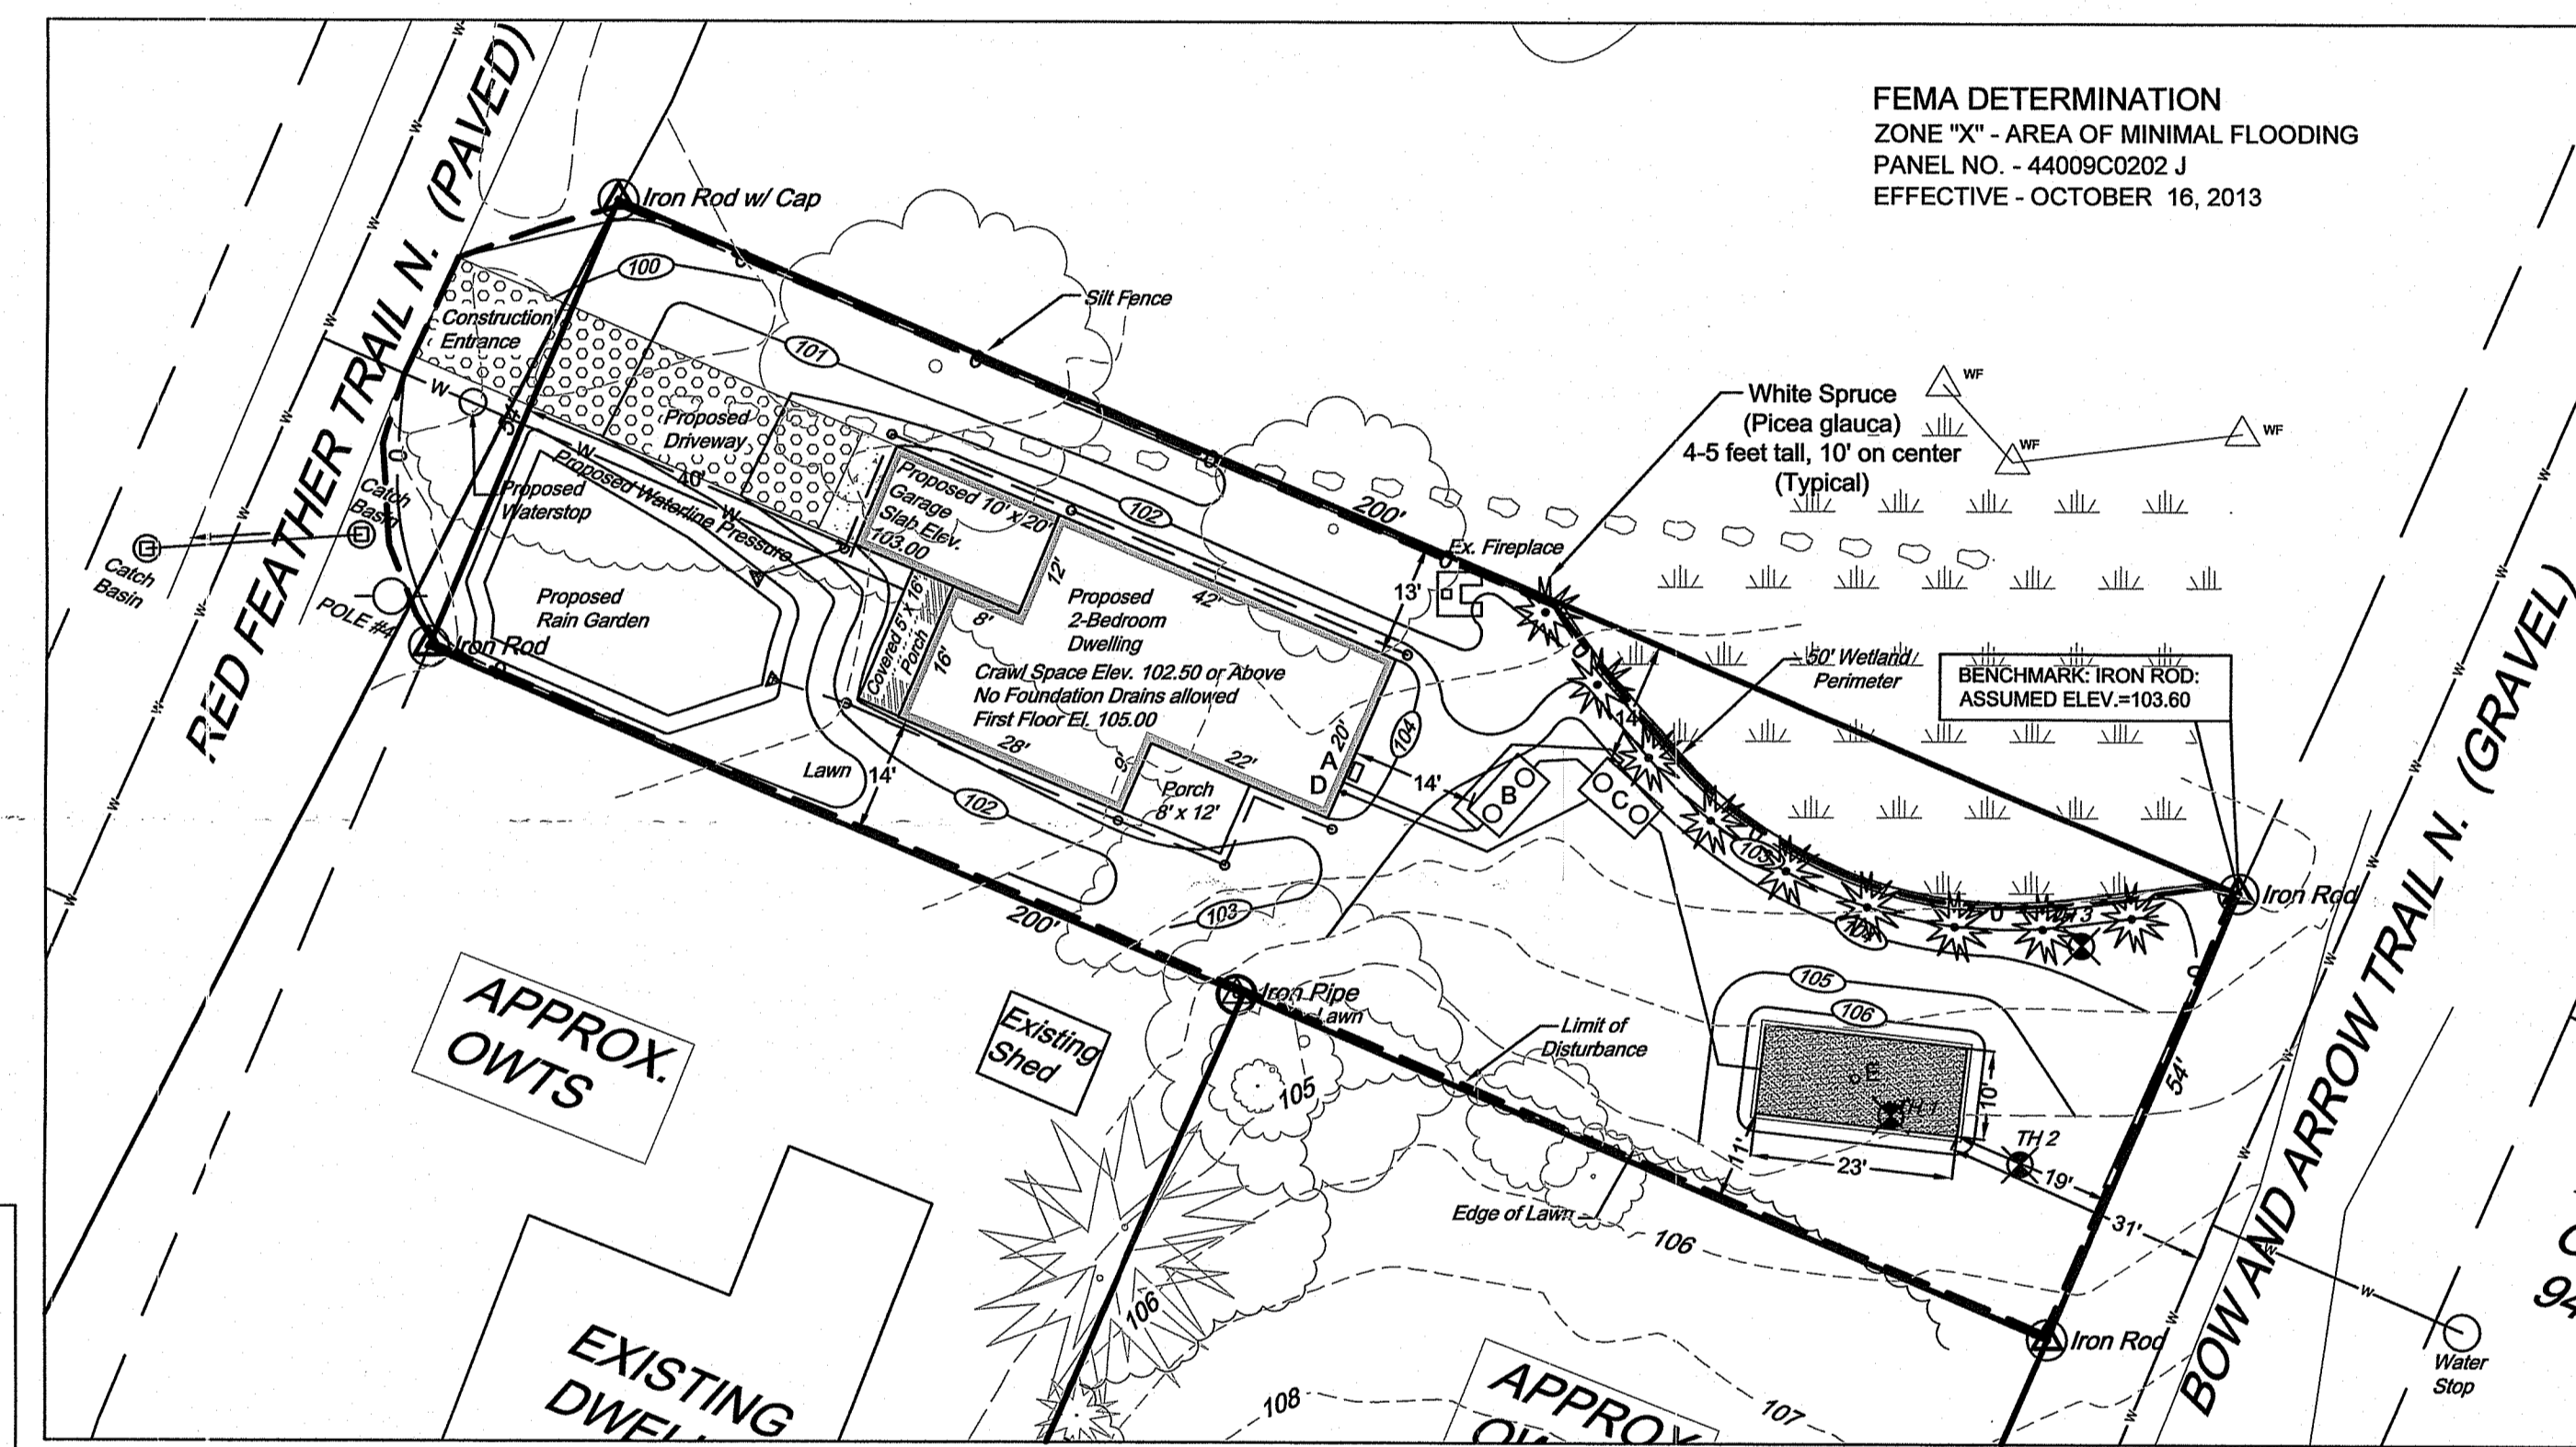 FEMA DETERMINATION
ZONE "X" - AREA OF MINIMAL FLOODING
PANEL NO. - 44009C0202 J
EFFECTIVE - OCTOBER 16, 2013
RED FEATHER TRAIL N. (PAVED)
Iron Rod w/ Cap
100
Silt Fence
Construction
Entrance
101
Proposed
Driveway
White Spruce
(Picea glauca)
4-5 feet tall, 10' on center
(Typical)
WF
WF
WF
W
W
40'
W
Proposed Waterline Pressure
Proposed
Waterstop
Catch
Basin
Catch
Basin
POLE #4
Iron Rod
Proposed
Rain Garden
Proposed 10' x 20'
Garage
Slab Elev.
103.00
102
200'
Ex. Fireplace
13'
12'
42'
8'
16'
Covered 5' x 16'
Porch
Proposed
2-Bedroom
Dwelling
Crawl Space Elev. 102.50 or Above
No Foundation Drains allowed
First Floor El. 105.00
50' Wetland
Perimeter
BENCHMARK: IRON ROD:
ASSUMED ELEV.=103.60
14'
104
20'
A
D
14'
B
C
28'
9'
22'
Porch
8' x 12'
Lawn
14'
102
103
103
104
Iron Rod
200'
Iron Pipe
Lawn
105
106
E
TH 1
10'
23'
11'
TH 2
19'
31'
54'
Limit of
Disturbance
Edge of Lawn
Existing
Shed
105
106
106
107
108
APPROX.
OWTS
EXISTING
APPROX
Iron Rod
BOW AND ARROW TRAIL N. (GRAVEL)
Water
Stop